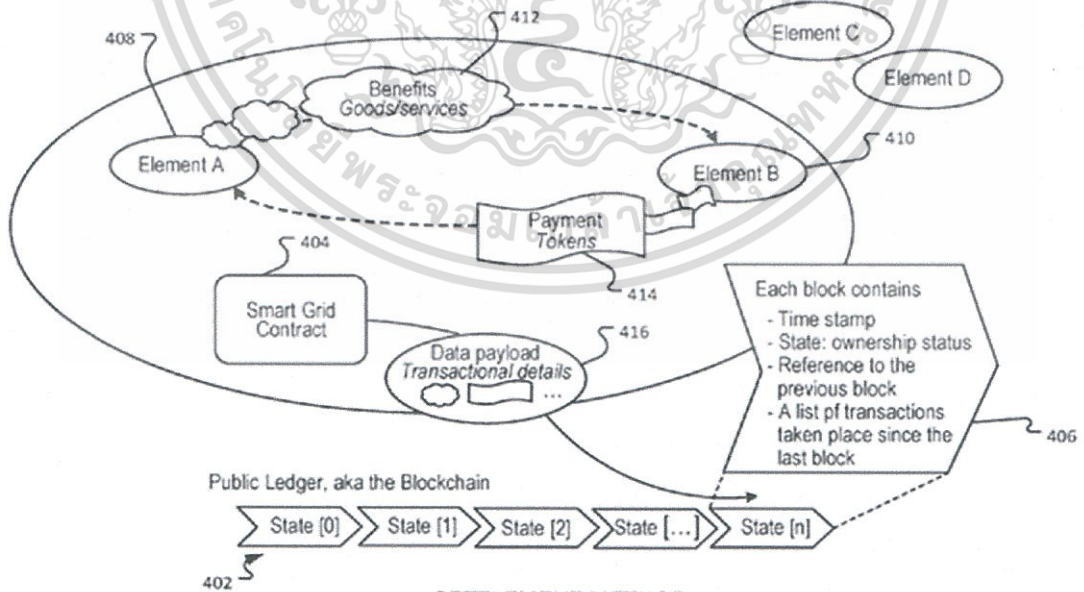 412
408
Element C
Element D
Benefits
Goods/services
410
Element A
Element B
Payment
Tokens
404
414
Smart Grid
Contract
416
Data payload
Transactional details
...
Each block contains
- Time stamp
- State: ownership status
- Reference to the
previous block
- A list pf transactions
taken place since the
last block
406
Public Ledger, aka the Blockchain
State [0]
State [1]
State [2]
State [...]
State [n]
402